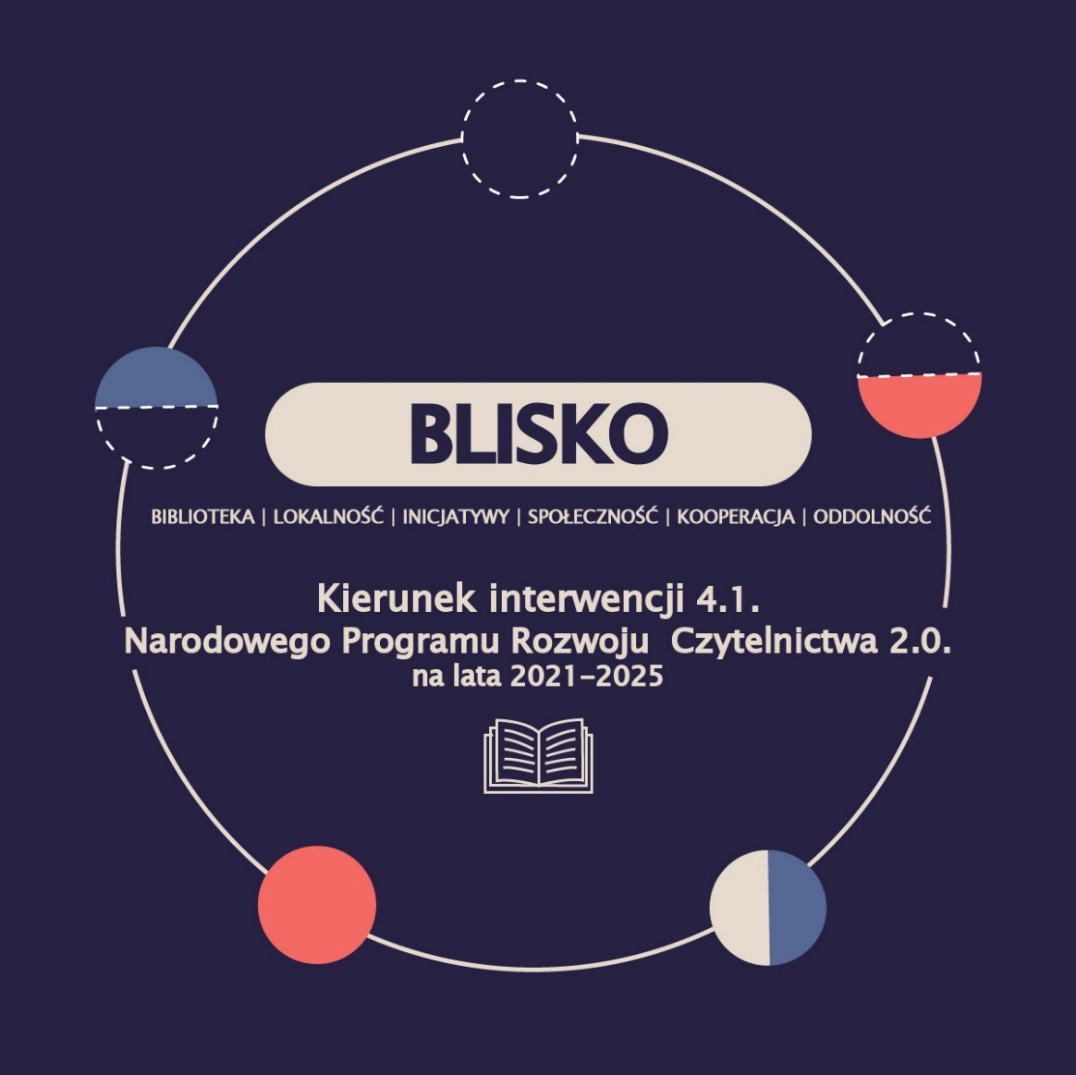 BLISKO
BIBLIOTEKA | LOKALNOŚĆ | INICJATYWY | SPOŁECZNOŚĆ | KOOPERACJA | ODDOLNOŚĆ
Kierunek interwencji 4.1.
Narodowego Programu Rozwoju  Czytelnictwa 2.0.
na lata 2021–2025